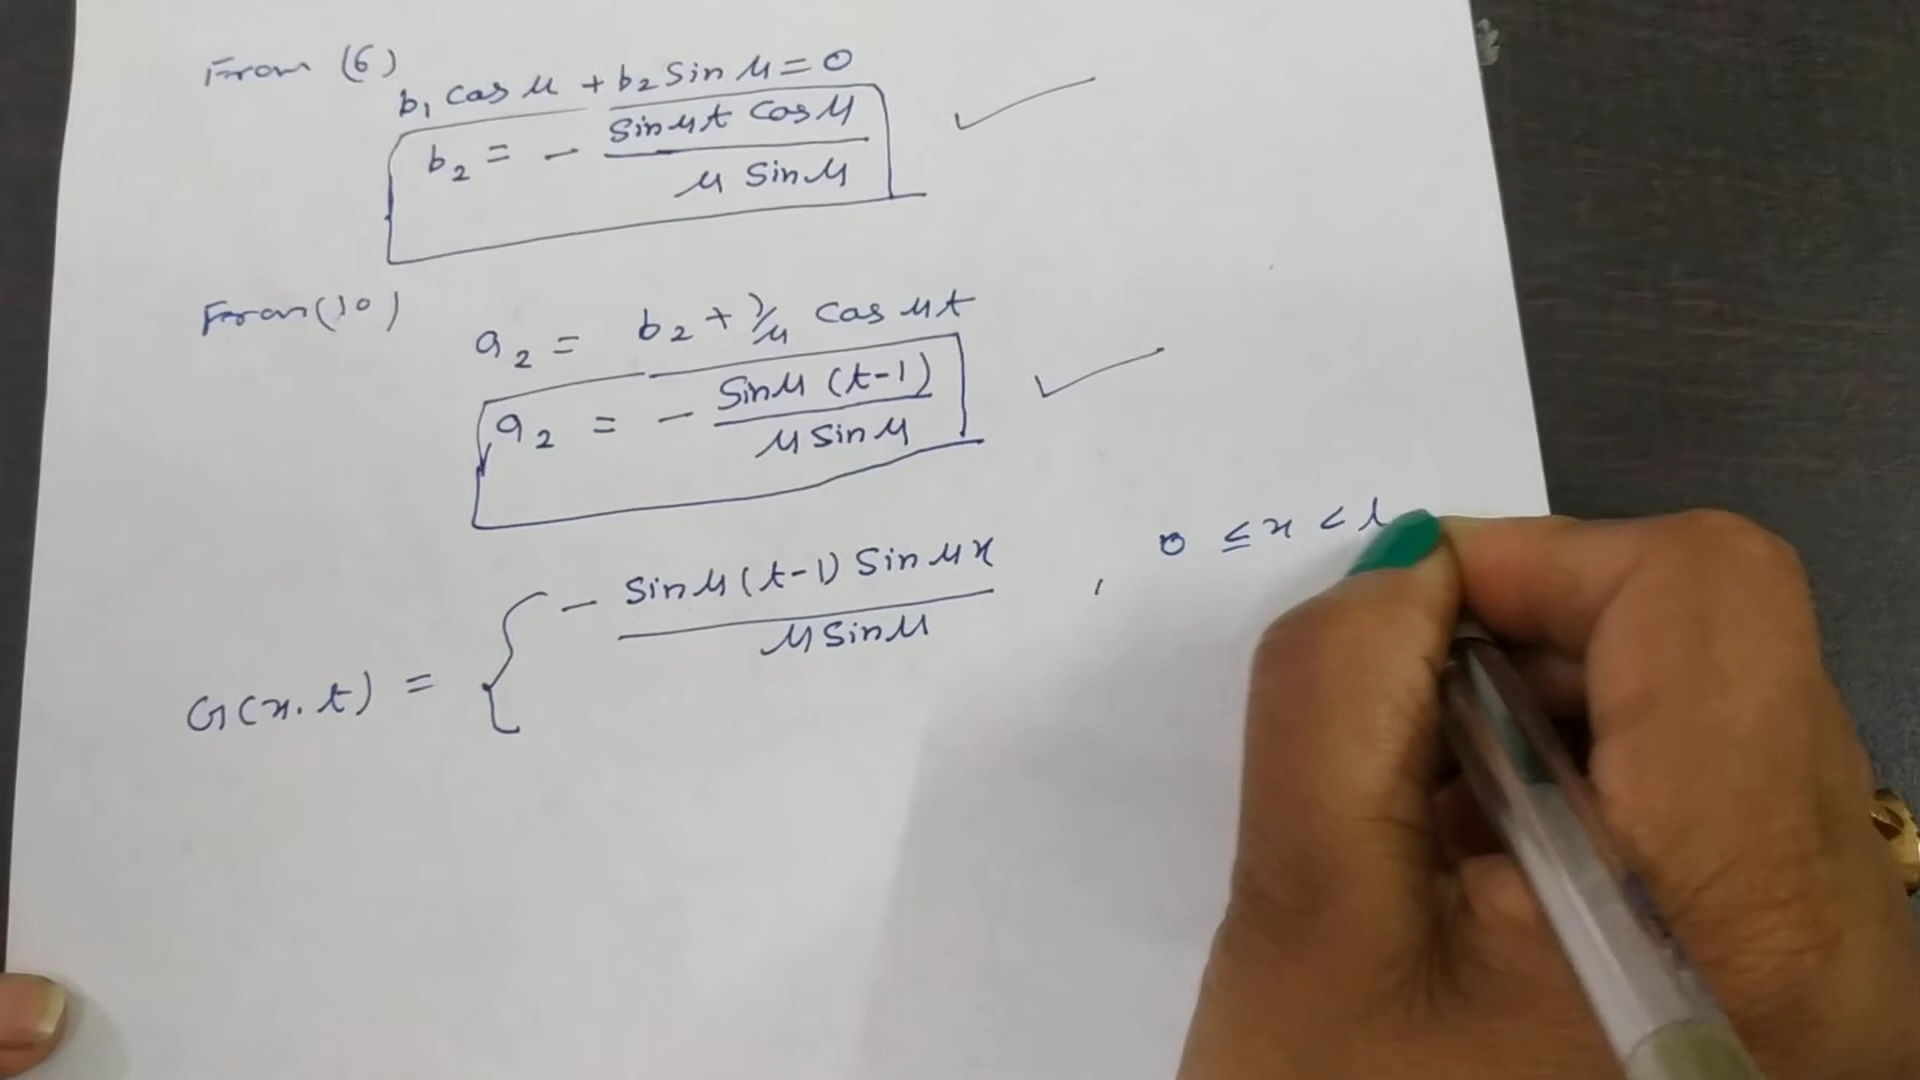 From (6)
b₁ cos μ + b₂ Sin μ = 0
b₂ = - Sin μt cos μ / μ Sin μ
From (10)
a₂ = b₂ + 1/μ cos μt
a₂ = - Sin μ (t-1) / μ Sin μ
G(x,t) = { - Sin μ (t-1) Sin μx / μ Sin μ , 0 ≤ x < t